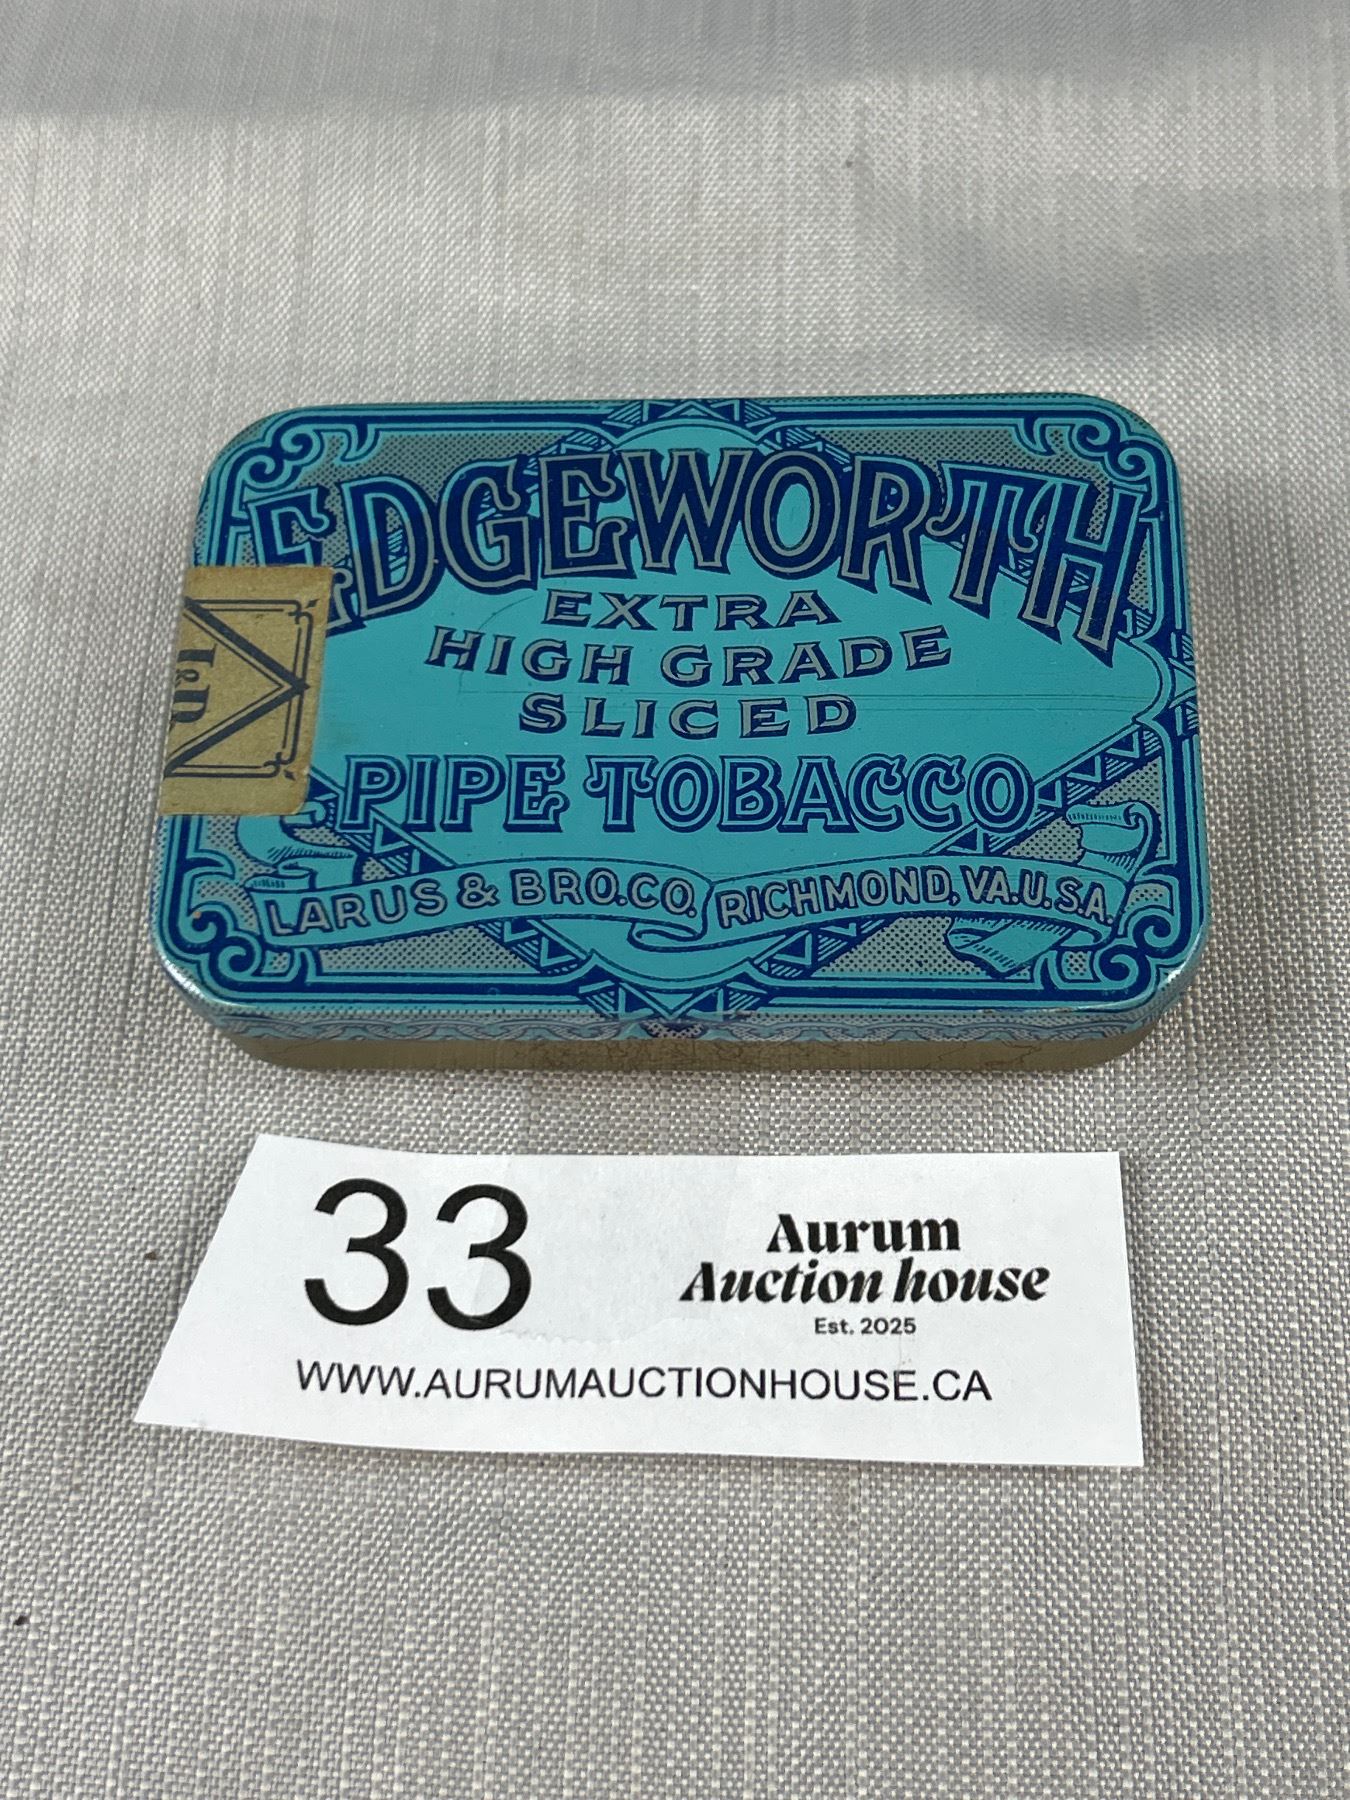 EDGEWORTH
EXTRA
HIGH GRADE
SLICED
PIPE TOBACCO
LARUS & BRO.CO. RICHMOND, VA.U.S.A.
33
Aurum
Auction house
Est. 2025
WWW.AURUMAUCTIONHOUSE.CA